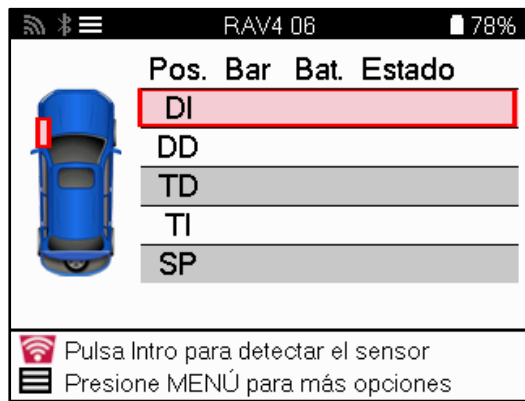 RAV4 06 78%
Pos. Bar Bat. Estado
DI
DD
TD
TI
SP
Pulsa Intro para detectar el sensor
Presione MENÚ para más opciones